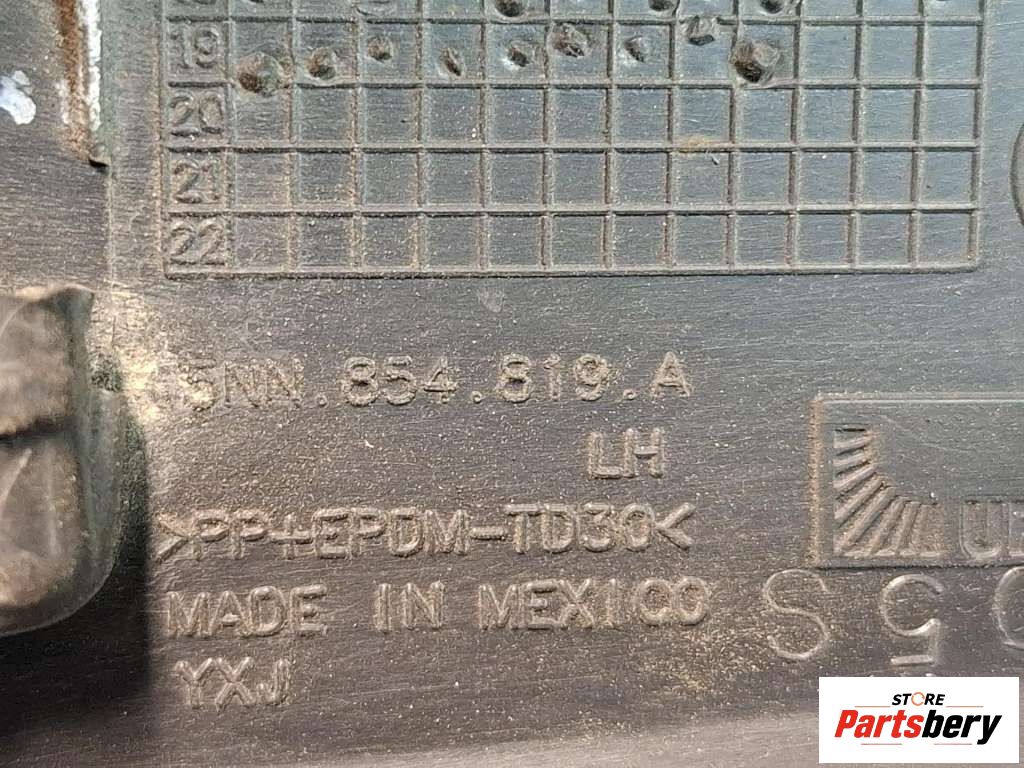 19
20
21
22
5NN.854.819.A
LH
>PP+EPDM-TD30<
MADE IN MEXICO
YXJ
STORE
Partsbery